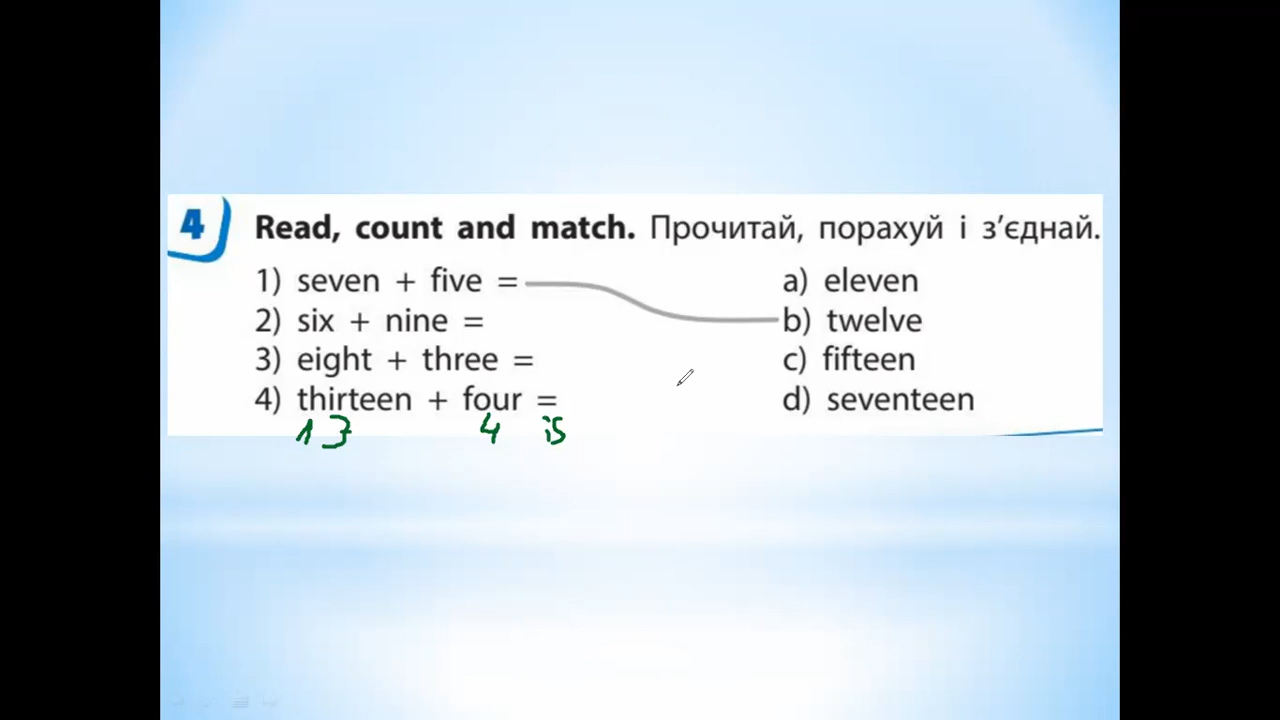 4 Read, count and match. Прочитай, порахуй і з’єднай.
1) seven + five = a) eleven
2) six + nine = b) twelve
3) eight + three = c) fifteen
4) thirteen + four = d) seventeen
13 4 is